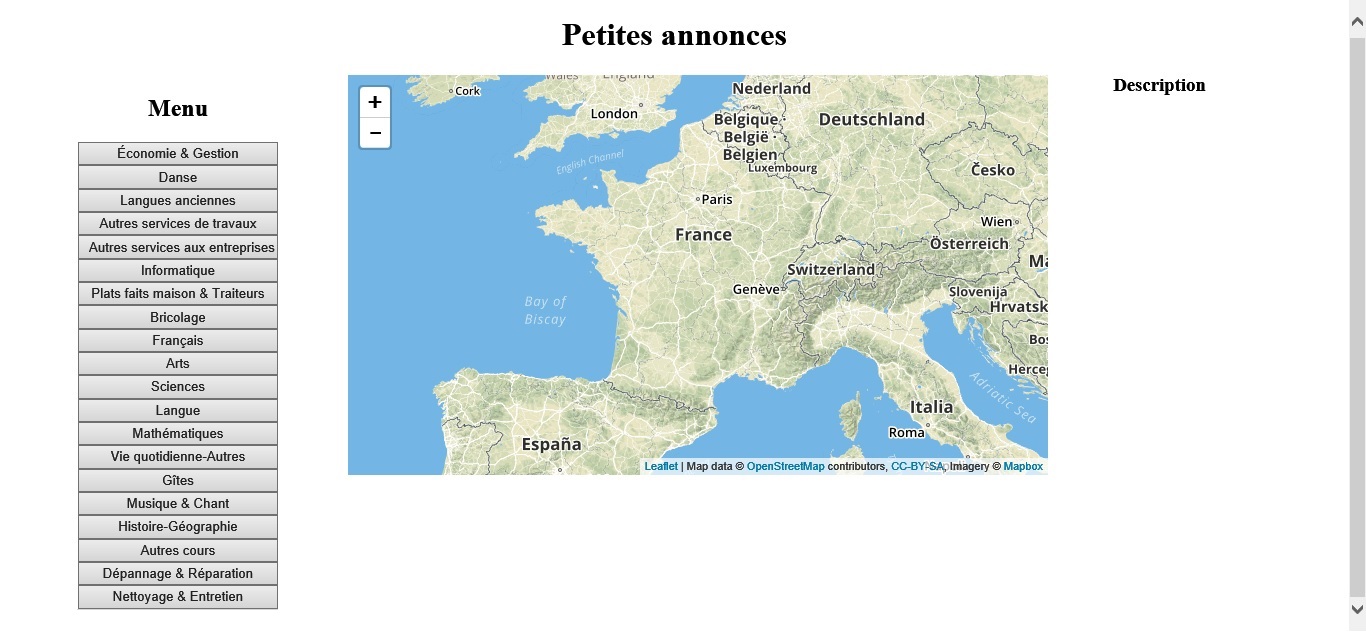 Petites annonces
Menu
Économie & Gestion
Danse
Langues anciennes
Autres services de travaux
Autres services aux entreprises
Informatique
Plats faits maison & Traiteurs
Bricolage
Français
Arts
Sciences
Langue
Mathématiques
Vie quotidienne-Autres
Gîtes
Musique & Chant
Histoire-Géographie
Autres cours
Dépannage & Réparation
Nettoyage & Entretien
+
−
Wales
England
Cork
London
Nederland
Belgique
België
Belgien
Deutschland
English Channel
Luxembourg
Česko
Paris
Wien
France
Österreich
Switzerland
Genève
Slovenija
Hrvatsk
Bay of
Biscay
Bos
Herceg
Adriatic Sea
Italia
Roma
España
Leaflet | Map data © OpenStreetMap contributors, CC-BY-SA, Imagery © Mapbox
Description